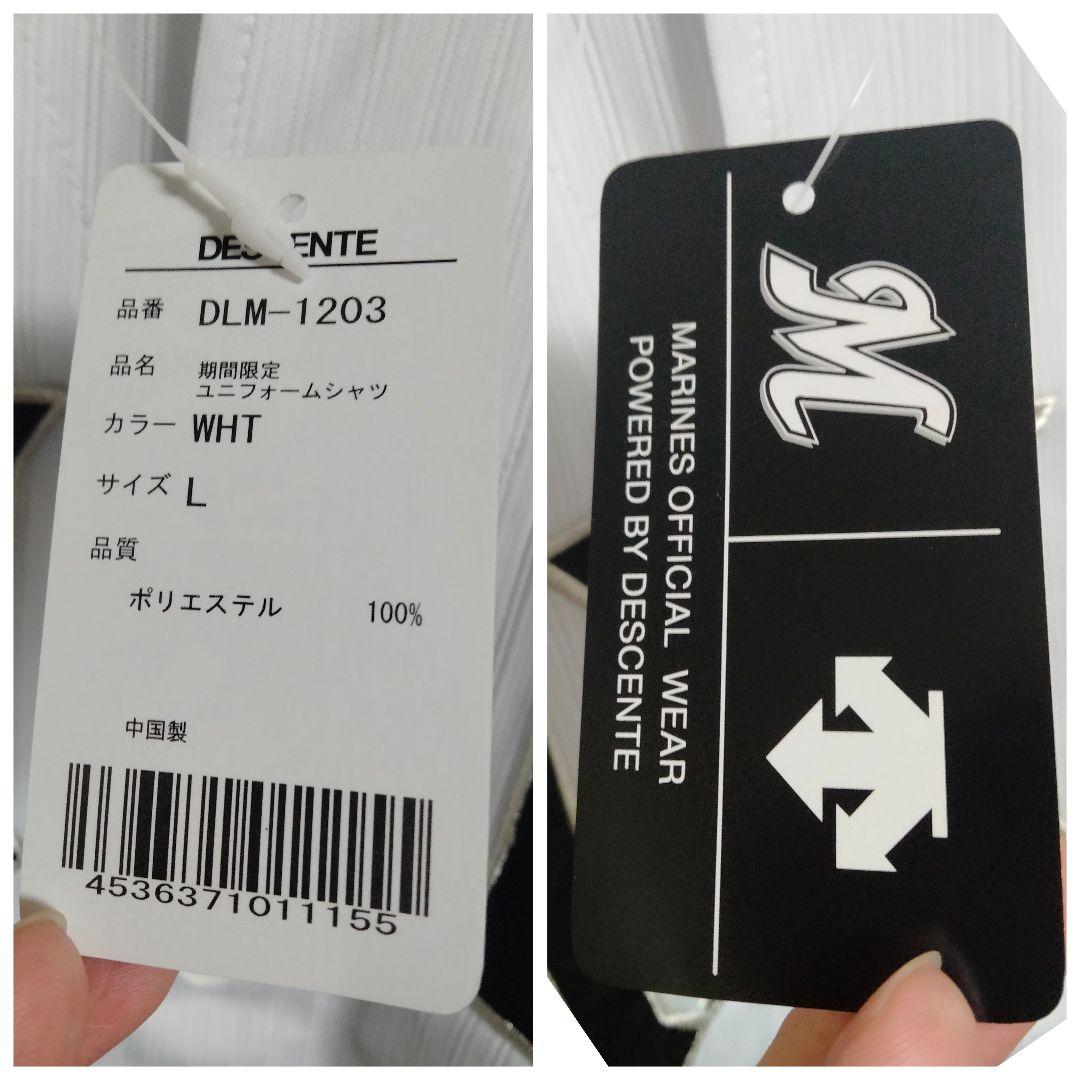 DESCENTE
品番 DLM-1203
品名 期間限定
ユニフォームシャツ
カラー WHT
サイズ L
品質
ポリエステル 100%
中国製
4536371011155
M
MARINES OFFICIAL WEAR
POWERED BY DESCENTE